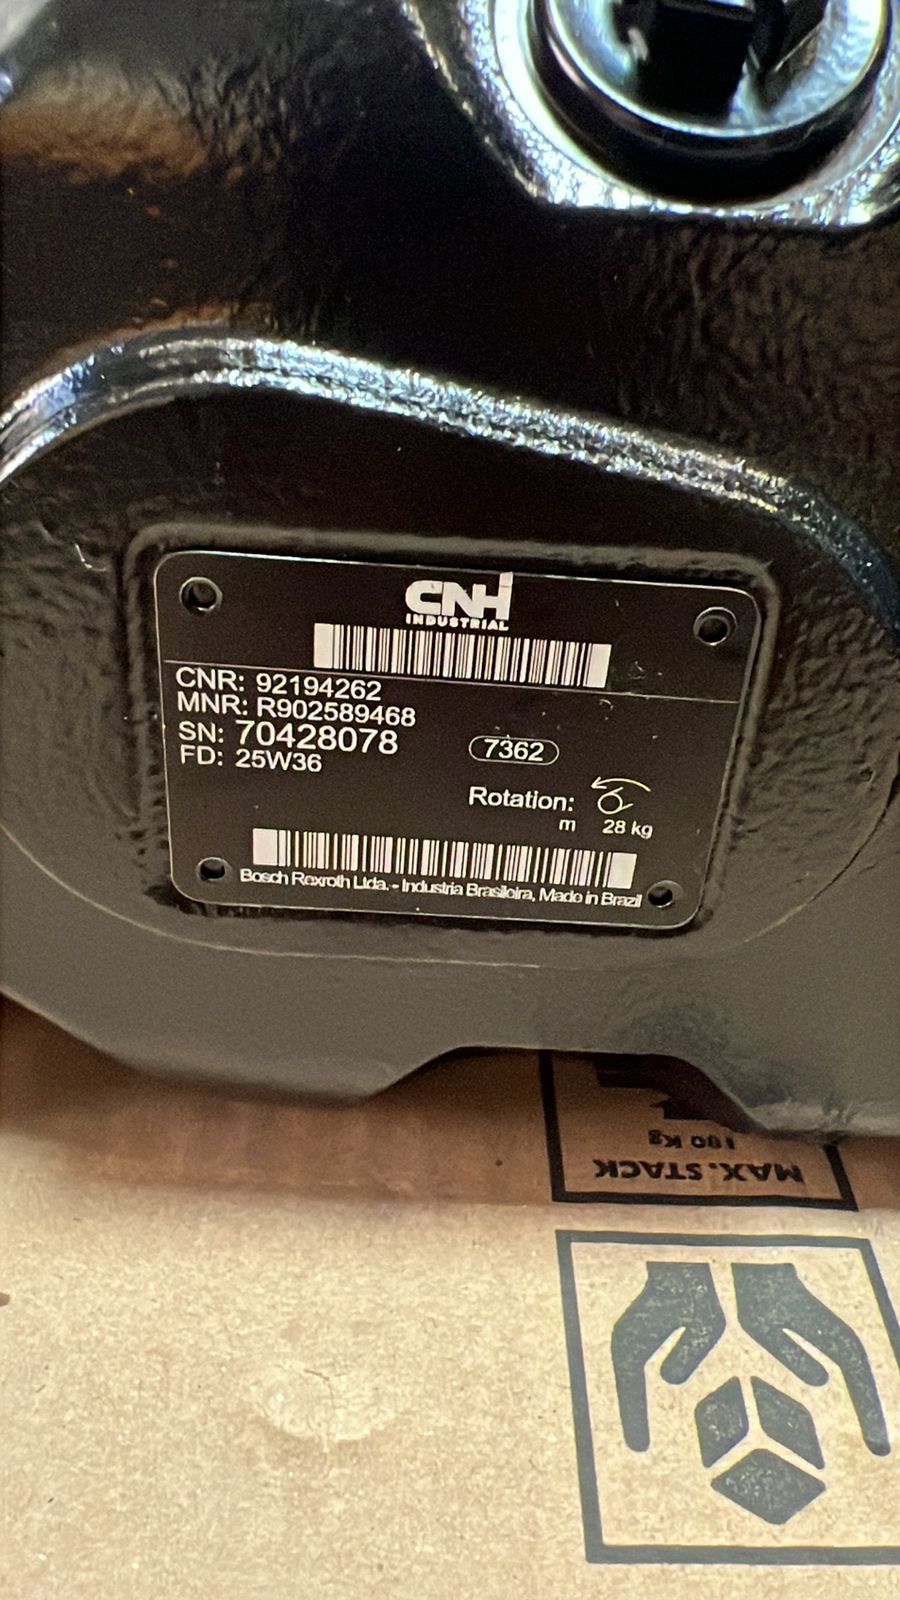 CNH
INDUSTRIAL
CNR: 92194262
MNR: R902589468
SN: 70428078
7362
FD: 25W36
Rotation:
m 28 kg
Bosch Rexroth Ltda. - Industria Brasileira, Made in Brazil
180 Kg
MAX. STACK